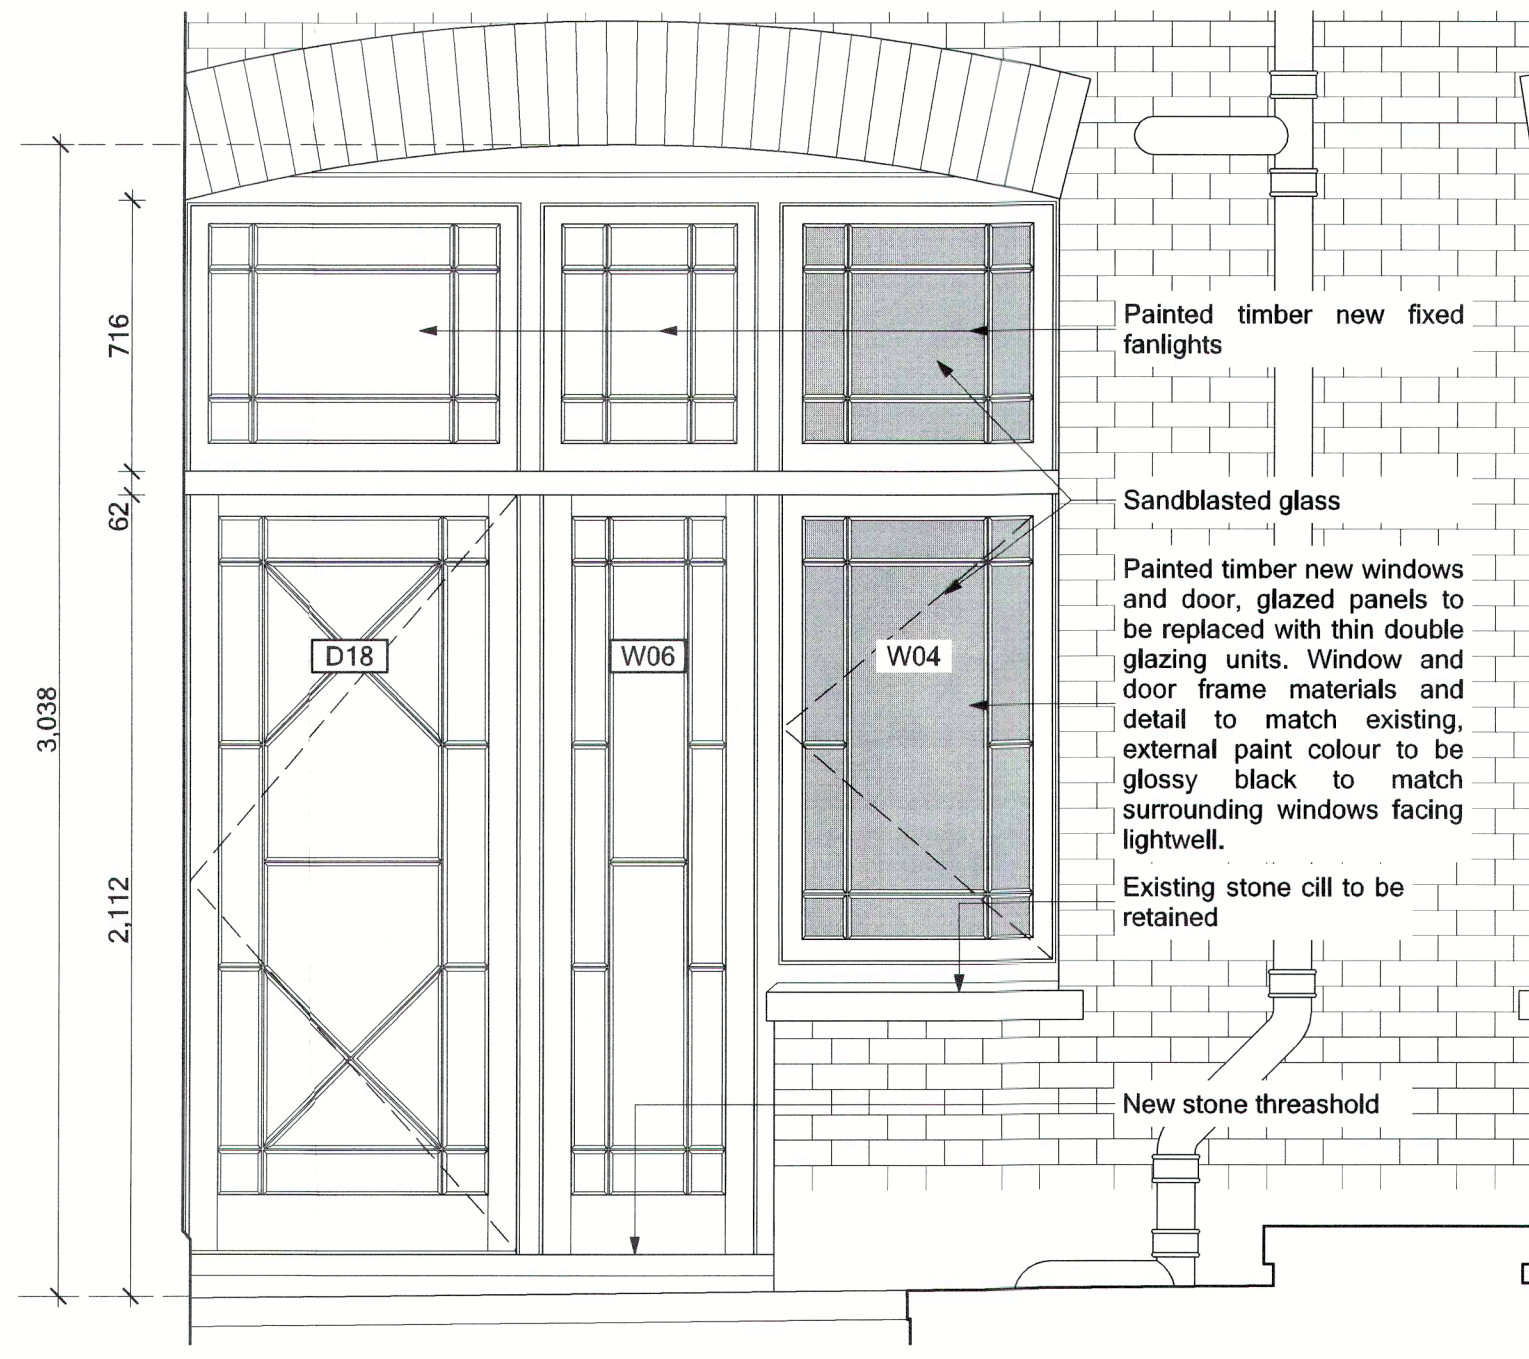 716
Painted timber new fixed
fanlights
62
Sandblasted glass
Painted timber new windows
and door, glazed panels to
be replaced with thin double
glazing units. Window and
door frame materials and
detail to match existing,
external paint colour to be
glossy black to match
surrounding windows facing
lightwell.
D18
W06
W04
3,038
2,112
Existing stone cill to be
retained
New stone threashold